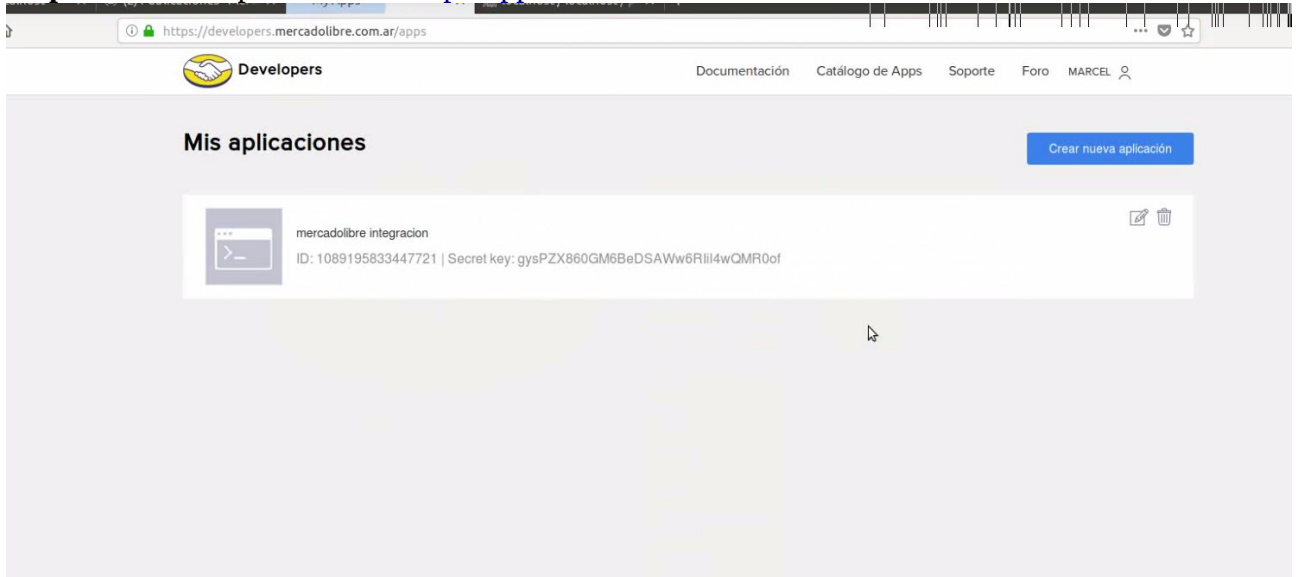 https://developers.mercadolibre.com.ar/apps
Developers
Documentación Catálogo de Apps Soporte Foro MARCEL
Mis aplicaciones
Crear nueva aplicación
mercadolibre integracion
ID: 1089195833447721 | Secret key: gysPZX860GM6BeDSAWw6RIiI4wQMR0of